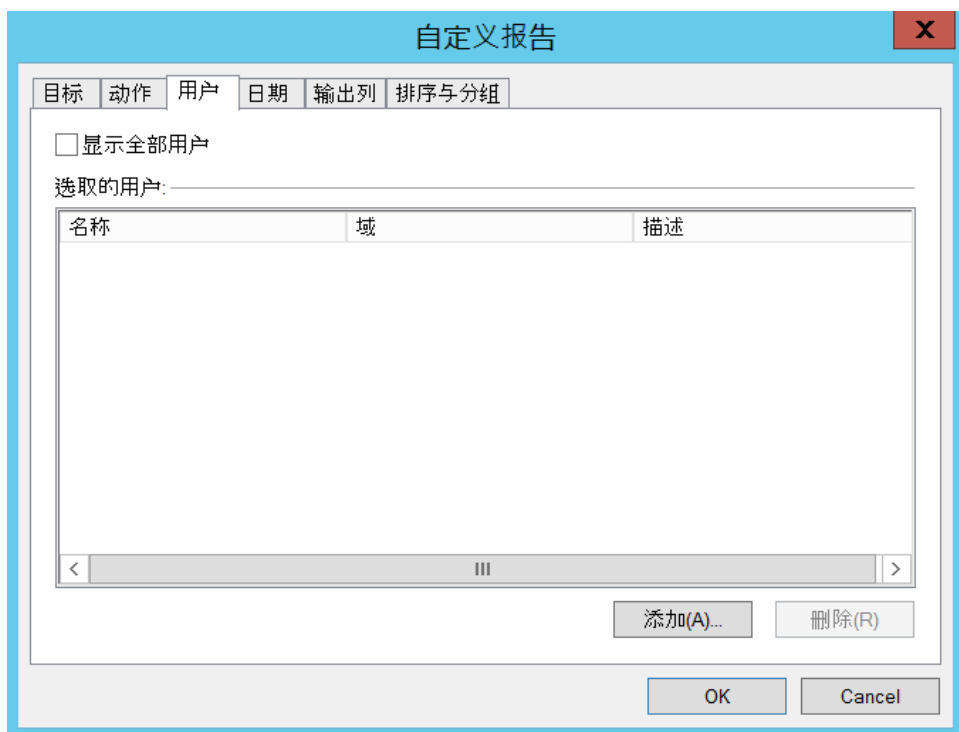 自定义报告
X
目标 动作 用户 日期 输出列 排序与分组
显示全部用户
选取的用户:
名称 域 描述
添加(A)... 删除(R)
OK Cancel